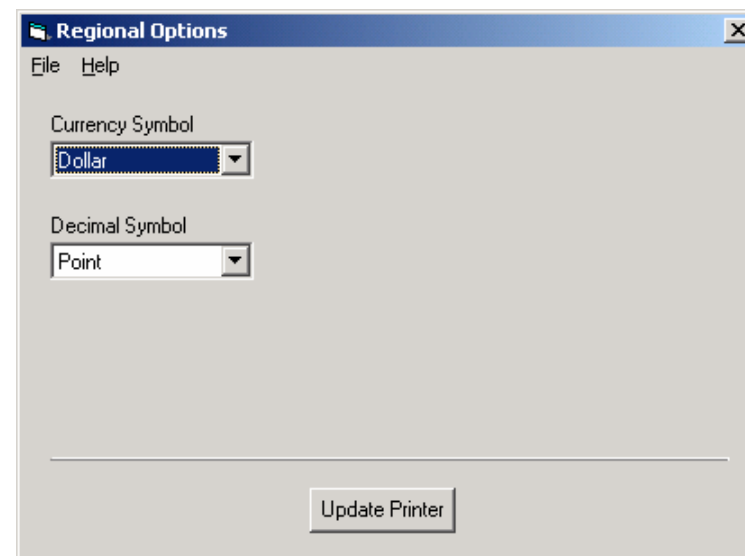 Regional Options
File Help
Currency Symbol
Dollar
Decimal Symbol
Point
Update Printer